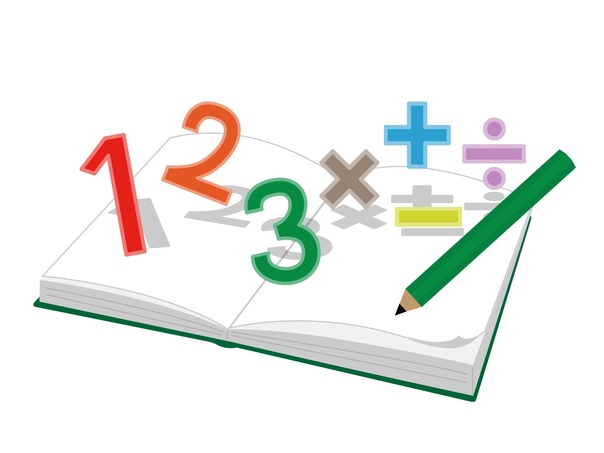 1 2 3 × + − ÷